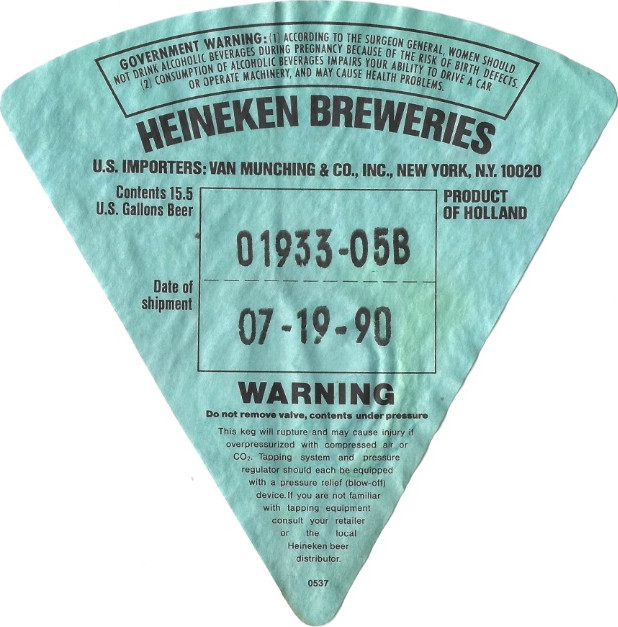 GOVERNMENT WARNING: (1) ACCORDING TO THE SURGEON GENERAL, WOMEN SHOULD
NOT DRINK ALCOHOLIC BEVERAGES DURING PREGNANCY BECAUSE OF THE RISK OF BIRTH DEFECTS.
(2) CONSUMPTION OF ALCOHOLIC BEVERAGES IMPAIRS YOUR ABILITY TO DRIVE A CAR
OR OPERATE MACHINERY, AND MAY CAUSE HEALTH PROBLEMS.
HEINEKEN BREWERIES
U.S. IMPORTERS: VAN MUNCHING & CO., INC., NEW YORK, N.Y. 10020
Contents 15.5
U.S. Gallons Beer
PRODUCT
OF HOLLAND
01933-05B
Date of
shipment
07-19-90
WARNING
Do not remove valve, contents under pressure
This keg will rupture and may cause injury if
overpressurized with compressed air or
CO₂. Tapping system and pressure
regulator should each be equipped
with a pressure relief (blow-off)
device. If you are not familiar
with tapping equipment
consult your retailer
or the local
Heineken beer
distributor.
0537